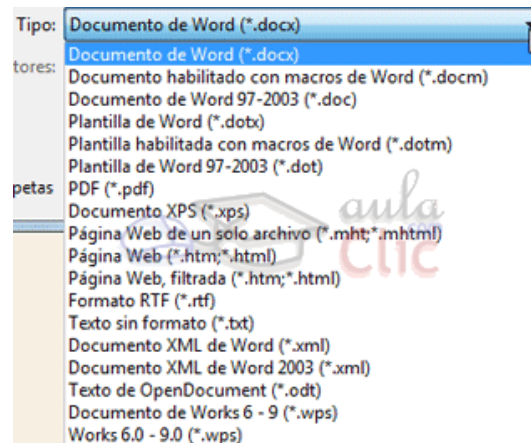 Tipo: Documento de Word (*.docx)
Documento de Word (*.docx)
tores:
Documento habilitado con macros de Word (*.docm)
Documento de Word 97-2003 (*.doc)
Plantilla de Word (*.dotx)
Plantilla habilitada con macros de Word (*.dotm)
Plantilla de Word 97-2003 (*.dot)
petas PDF (*.pdf)
Documento XPS (*.xps)
aula
Página Web de un solo archivo (*.mht;*.mhtml)
Página Web (*.htm;*.html)
Clic
Página Web, filtrada (*.htm;*.html)
Formato RTF (*.rtf)
Texto sin formato (*.txt)
Documento XML de Word (*.xml)
Documento XML de Word 2003 (*.xml)
Texto de OpenDocument (*.odt)
Documento de Works 6 - 9 (*.wps)
Works 6.0 - 9.0 (*.wps)